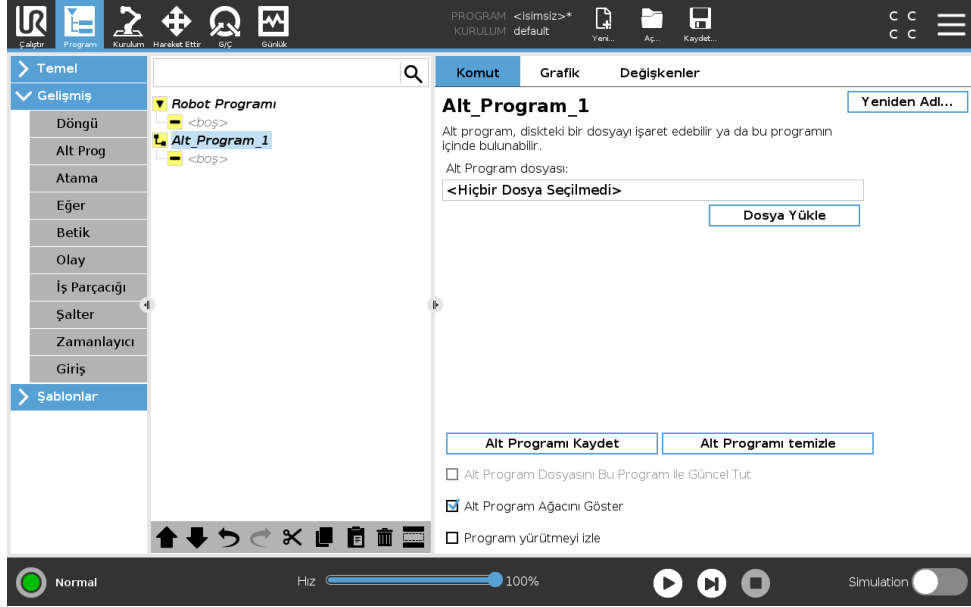 PROGRAM <isimsiz>*
KURULUM default
C C
C C
Çalıştır
Program
Kurulum
Hareket Ettir
G/Ç
Günlük
Yeni...
Aç...
Kaydet...
Temel
Gelişmiş
Döngü
Alt Prog
Atama
Eğer
Betik
Olay
İş Parçacığı
Şalter
Zamanlayıcı
Giriş
Şablonlar
Robot Programı
<boş>
Alt_Program_1
<boş>
Komut
Grafik
Değişkenler
Alt_Program_1
Yeniden Adl...
Alt program, diskteki bir dosyayı işaret edebilir ya da bu programın
içinde bulunabilir.
Alt Program dosyası:
<Hiçbir Dosya Seçilmedi>
Dosya Yükle
Alt Programı Kaydet
Alt Programı temizle
Alt Program Dosyasını Bu Program ile Güncel Tut
Alt Program Ağacını Göster
Program yürütmeyi izle
Normal
Hız
100%
Simulation